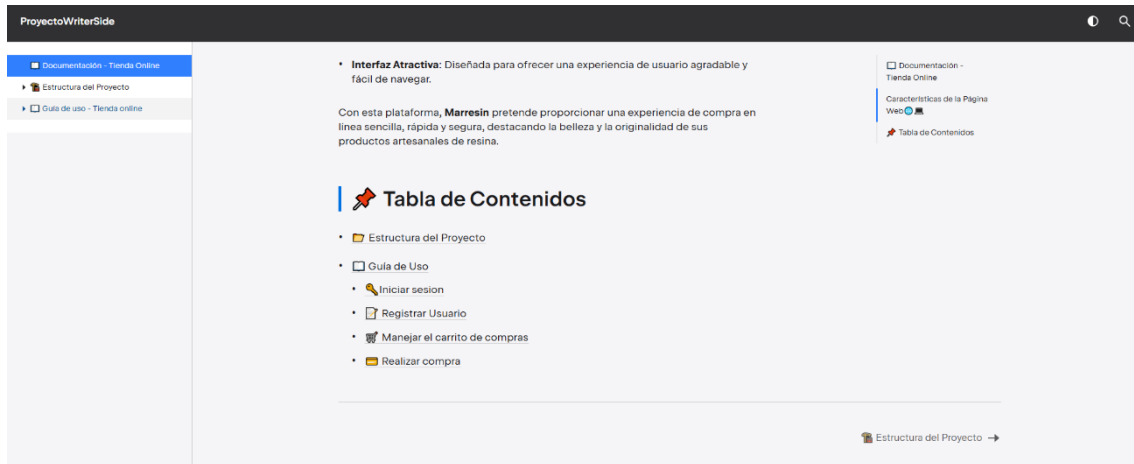 ProyectoWriterSide
Documentación - Tienda Online
Estructura del Proyecto
Guía de uso - Tienda online
• Interfaz Atractiva: Diseñada para ofrecer una experiencia de usuario agradable y
fácil de navegar.
Con esta plataforma, Marresin pretende proporcionar una experiencia de compra en
línea sencilla, rápida y segura, destacando la belleza y la originalidad de sus
productos artesanales de resina.
Tabla de Contenidos
• Estructura del Proyecto
• Guía de Uso
• Iniciar sesion
• Registrar Usuario
• Manejar el carrito de compras
• Realizar compra
Estructura del Proyecto →
Documentación -
Tienda Online
Características de la Página
Web
Tabla de Contenidos